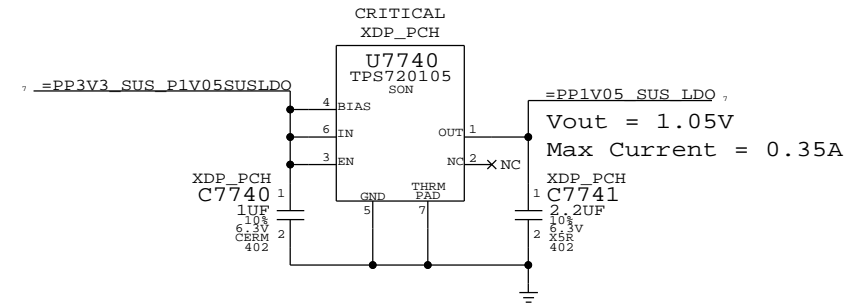 CRITICAL
XDP_PCH
U7740
TPS720105
SON
7 =PP3V3_SUS_P1V05SUSLDO
4 BIAS
6 IN
3 EN
OUT 1
NC 2 NC
GND
5
THRM
PAD
7
=PP1V05_SUS_LDO 7
Vout = 1.05V
Max Current = 0.35A
XDP_PCH
C7740 1
1UF
10%
6.3V
CERM 2
402
XDP_PCH
1 C7741
2.2UF
10%
6.3V
2 X5R
402